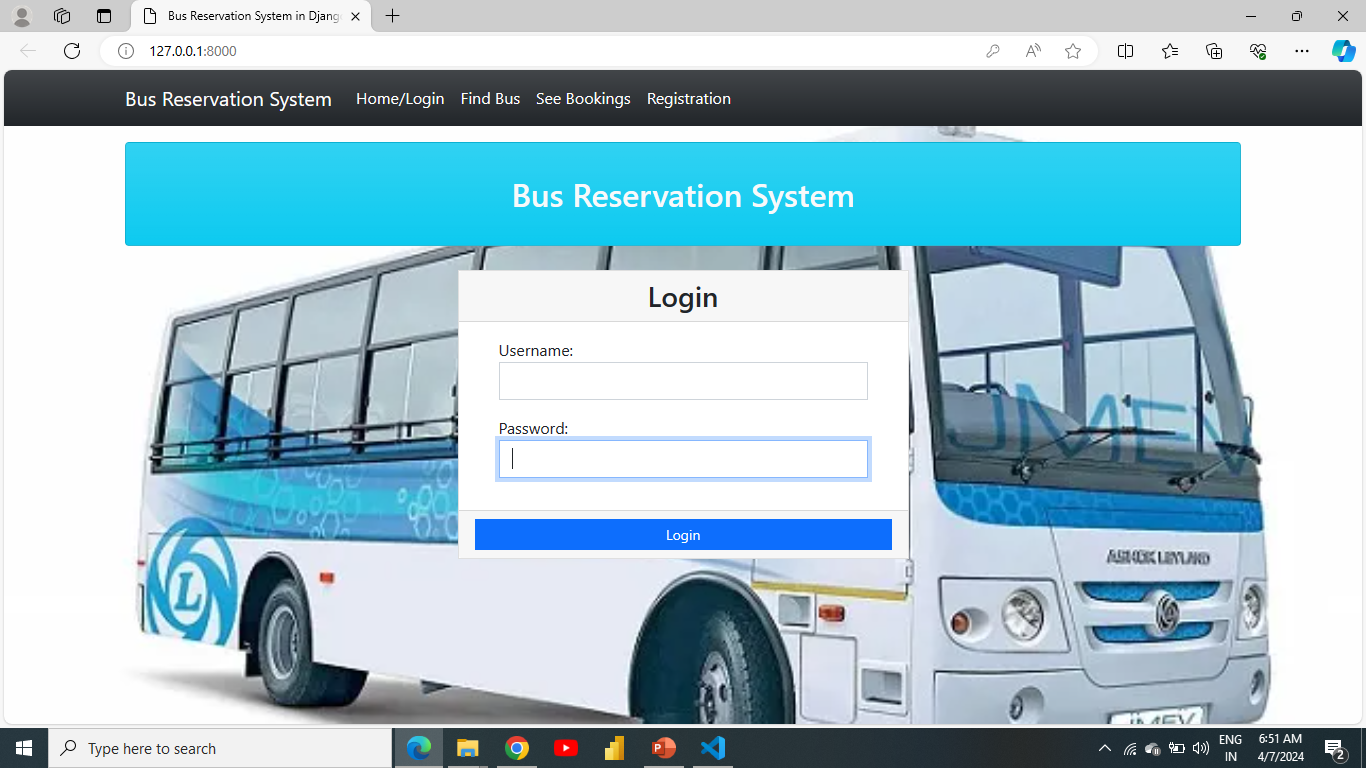 Bus Reservation System in Djang
127.0.0.1:8000
Bus Reservation System Home/Login Find Bus See Bookings Registration
Bus Reservation System
Login
Username:
Password:
Login
JMEV
ASHOK LEYLAND
L
JMEV
Type here to search
ENG
IN
6:51 AM
4/7/2024
2